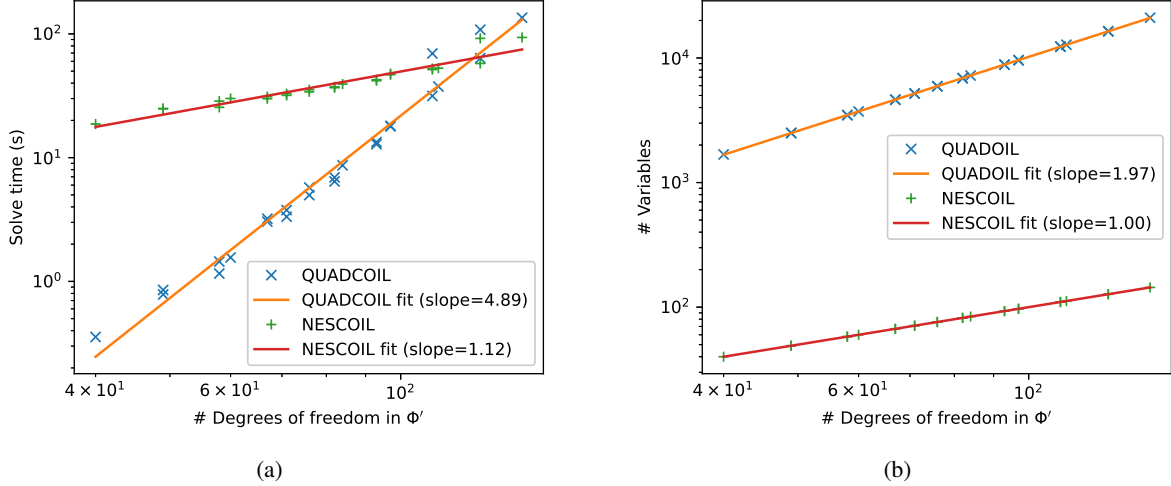 10²
10¹
10⁰
Solve time (s)
QUADCOIL
QUADCOIL fit (slope=4.89)
NESCOIL
NESCOIL fit (slope=1.12)
4 × 10¹
6 × 10¹
10²
# Degrees of freedom in Φ′
(a)
10⁴
10³
10²
# Variables
QUADOIL
QUADOIL fit (slope=1.97)
NESCOIL
NESCOIL fit (slope=1.00)
4 × 10¹
6 × 10¹
10²
# Degrees of freedom in Φ′
(b)